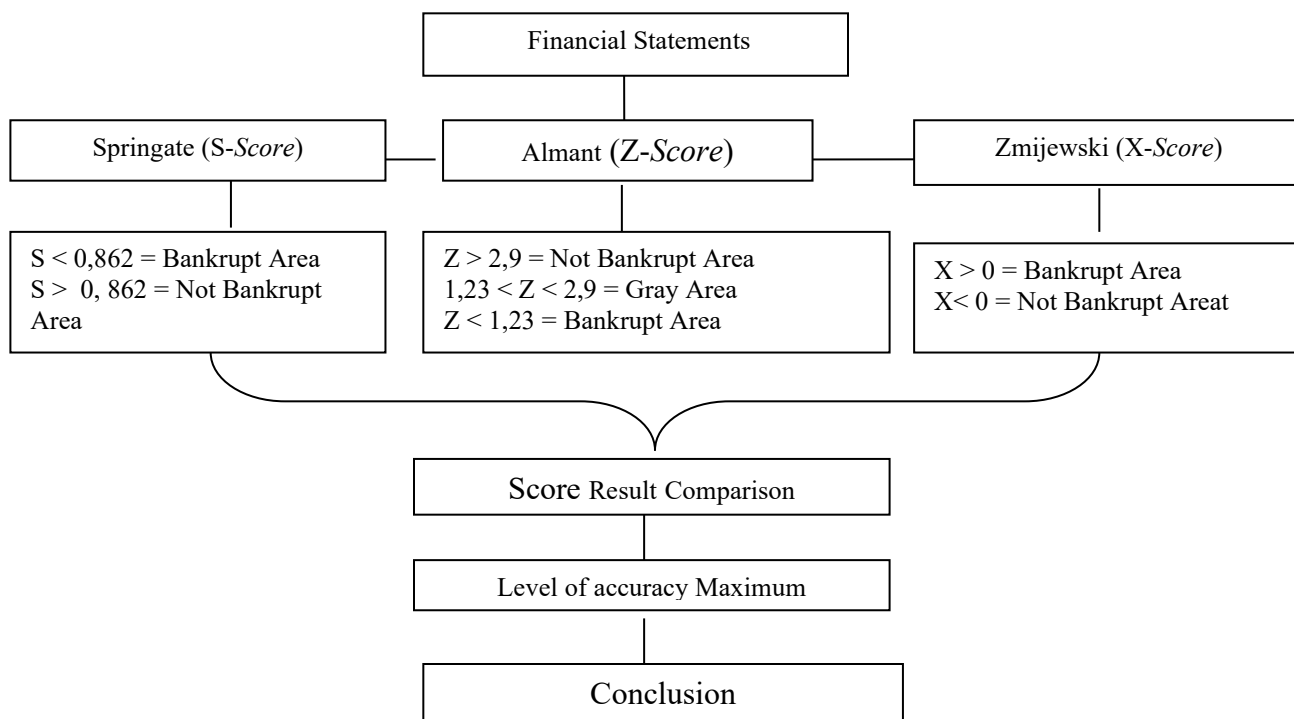 Financial Statements
Springate (S-Score)
Almant (Z-Score)
Zmijewski (X-Score)
S < 0,862 = Bankrupt Area
S > 0, 862 = Not Bankrupt
Area
Z > 2,9 = Not Bankrupt Area
1,23 < Z < 2,9 = Gray Area
Z < 1,23 = Bankrupt Area
X > 0 = Bankrupt Area
X< 0 = Not Bankrupt Areat
Score Result Comparison
Level of accuracy Maximum
Conclusion